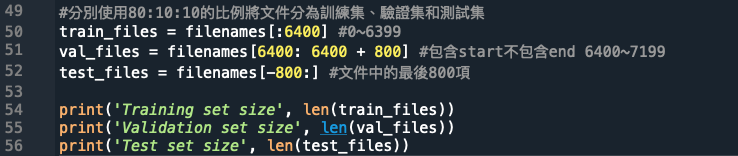 49 #分別使用80:10:10的比例將文件分為訓練集、驗證集和測試集
50 train_files = filenames[:6400] #0~6399
51 val_files = filenames[6400: 6400 + 800] #包含start不包含end 6400~7199
52 test_files = filenames[-800:] #文件中的最後800項
53
54 print('Training set size', len(train_files))
55 print('Validation set size', len(val_files))
56 print('Test set size', len(test_files))